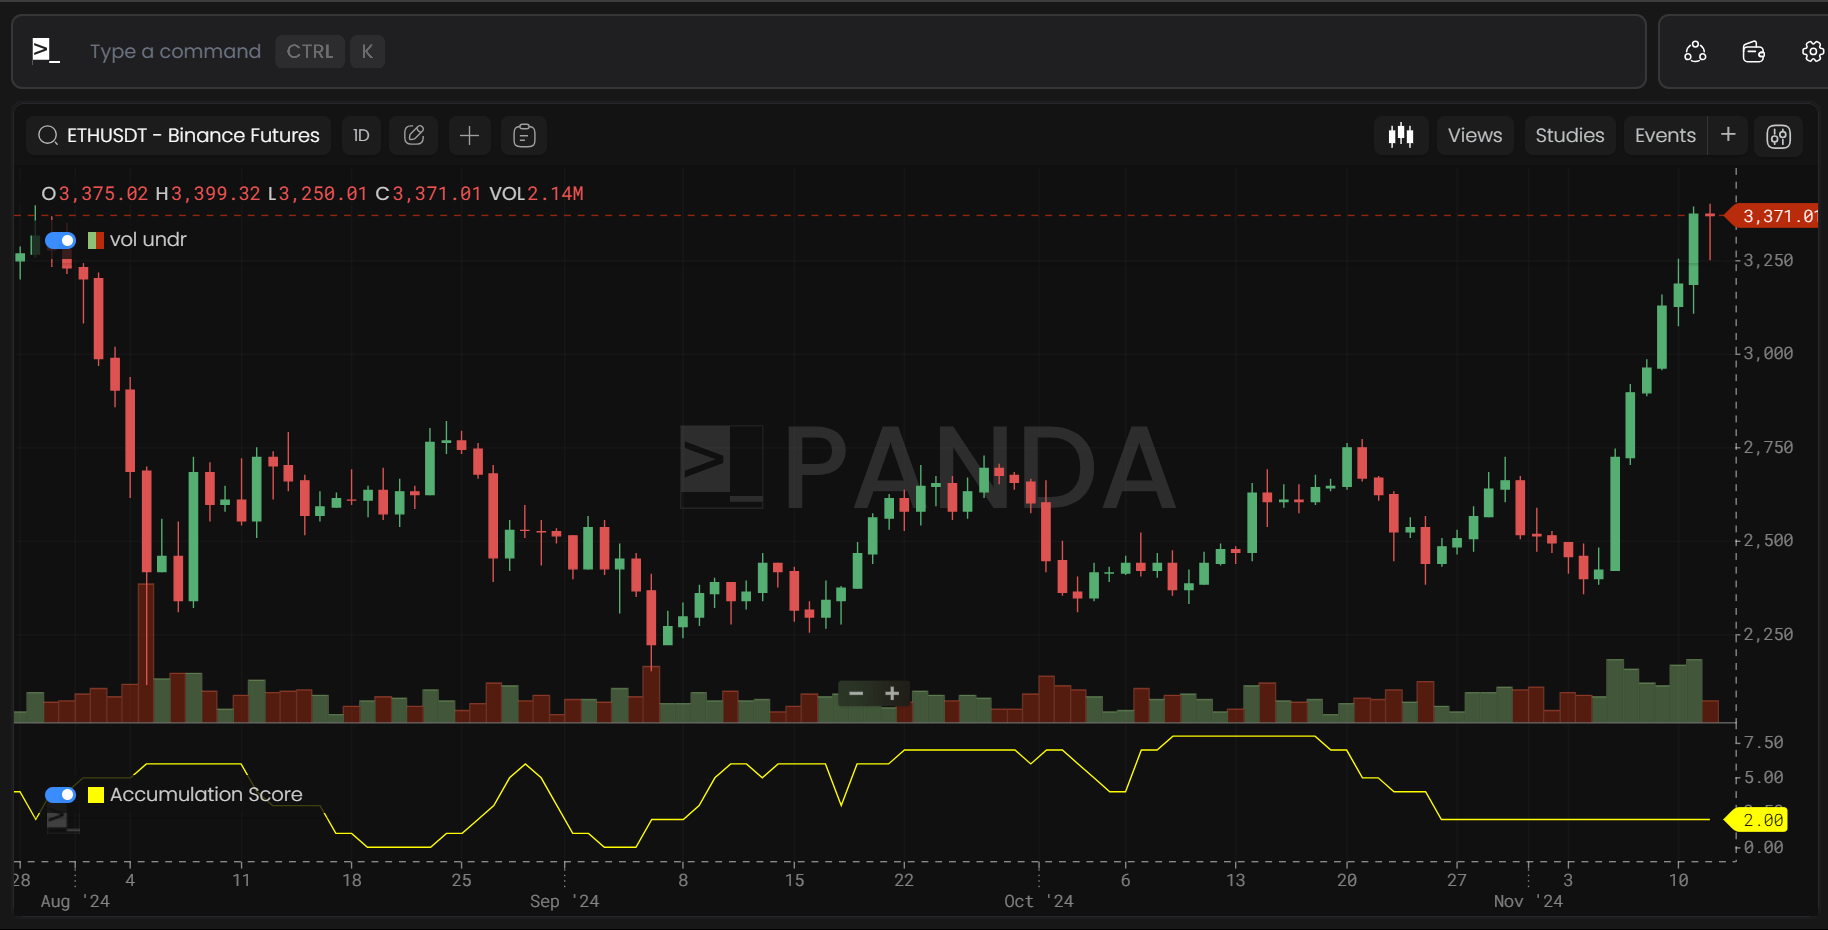 >_ Type a command CTRL K
ETHUSDT - Binance Futures 1D Views Studies Events +
O3,375.02 H3,399.32 L3,250.01 C3,371.01 VOL2.14M
3,371.01
vol undr
3,250
3,000
2,750
>_PANDA
2,500
2,250
− +
7.50
5.00
Accumulation Score
2.00
0.00
28 4 11 18 25 8 15 22 6 13 20 27 3 10
Aug '24 Sep '24 Oct '24 Nov '24